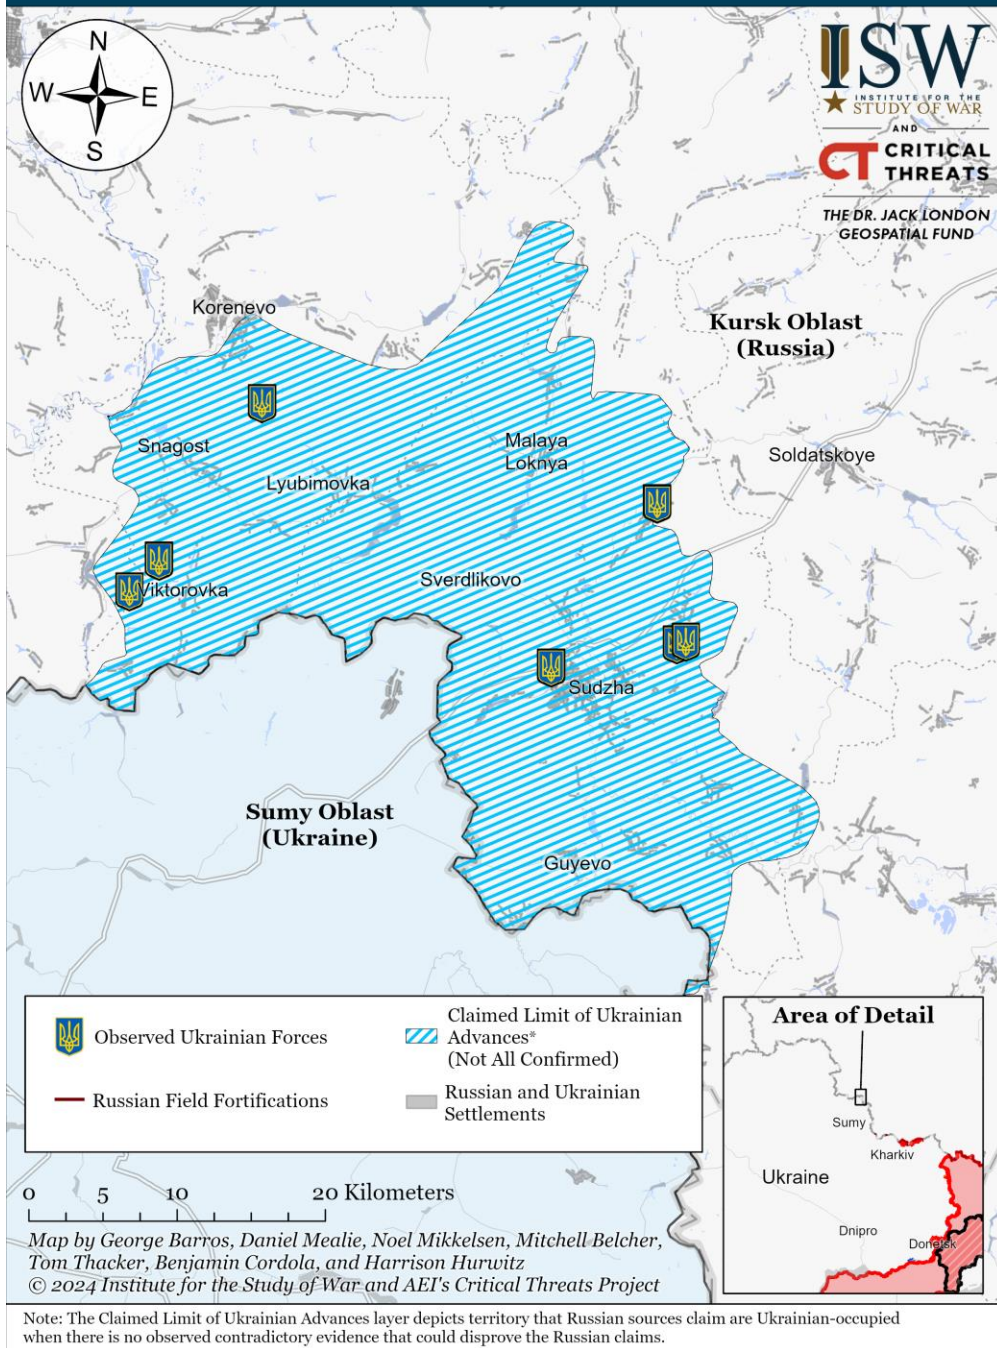 N
W E
S
ISW
INSTITUTE FOR THE
STUDY OF WAR
AND
CT CRITICAL
THREATS
THE DR. JACK LONDON
GEOSPATIAL FUND
Korenevo
Kursk Oblast
(Russia)
Snagost
Malaya
Loknya
Soldatskoye
Lyubimovka
Viktorovka
Sverdlikovo
Sudzha
Sumy Oblast
(Ukraine)
Guyevo
Observed Ukrainian Forces
Claimed Limit of Ukrainian
Advances*
(Not All Confirmed)
Russian Field Fortifications
Russian and Ukrainian
Settlements
Area of Detail
Sumy
Kharkiv
Ukraine
Dnipro
Donetsk
0 5 10 20 Kilometers
Map by George Barros, Daniel Mealie, Noel Mikkelsen, Mitchell Belcher,
Tom Thacker, Benjamin Cordola, and Harrison Hurwitz
© 2024 Institute for the Study of War and AEI's Critical Threats Project
Note: The Claimed Limit of Ukrainian Advances layer depicts territory that Russian sources claim are Ukrainian-occupied
when there is no observed contradictory evidence that could disprove the Russian claims.